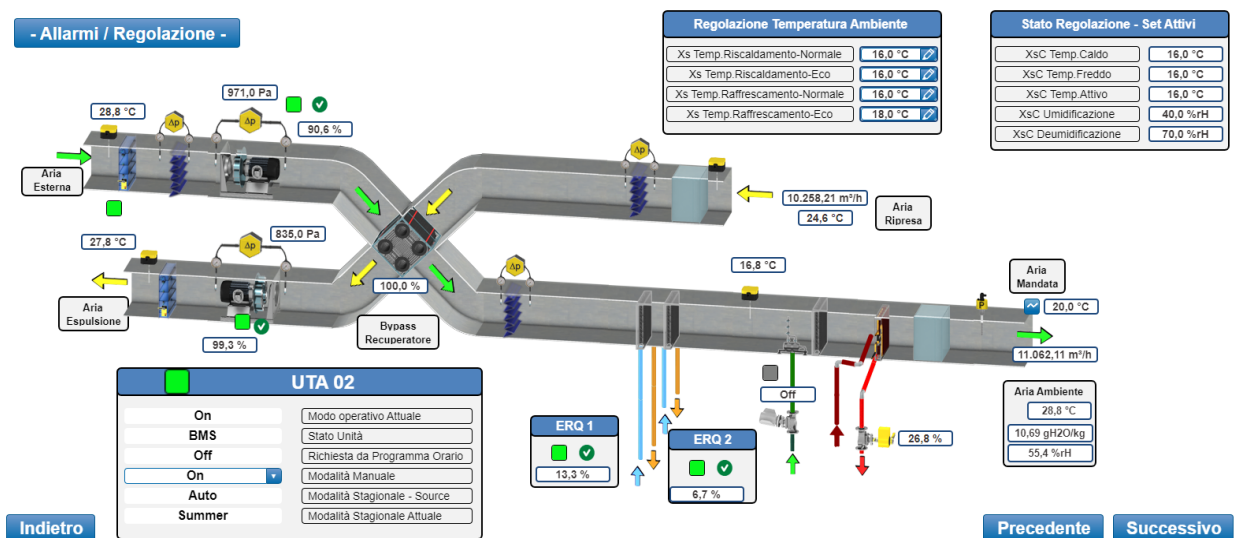 - Allarmi / Regolazione -
Regolazione Temperatura Ambiente
Xs Temp.Riscaldamento-Normale 16,0 °C
Xs Temp.Riscaldamento-Eco 16,0 °C
Xs Temp.Raffrescamento-Normale 16,0 °C
Xs Temp.Raffrescamento-Eco 18,0 °C
Stato Regolazione - Set Attivi
XsC Temp.Caldo 16,0 °C
XsC Temp.Freddo 16,0 °C
XsC Temp.Attivo 16,0 °C
XsC Umidificazione 40,0 %rH
XsC Deumidificazione 70,0 %rH
971,0 Pa
28,8 °C
Δp
Δp
90,6 %
Δp
Aria
Esterna
10.258,21 m³/h
24,6 °C
Aria
Ripresa
835,0 Pa
27,8 °C
Δp
Δp
16,8 °C
Aria
Mandata
100,0 %
P
20,0 °C
Aria
Espulsione
Bypass
Recuperatore
99,3 %
11.062,11 m³/h
UTA 02
On Modo operativo Attuale
BMS Stato Unità
Off Richiesta da Programma Orario
On Modalità Manuale
Auto Modalità Stagionale - Source
Summer Modalità Stagionale Attuale
Off
ERQ 1
13,3 %
ERQ 2
6,7 %
26,8 %
Aria Ambiente
28,8 °C
10,69 gH2O/kg
55,4 %rH
Indietro
Precedente
Successivo